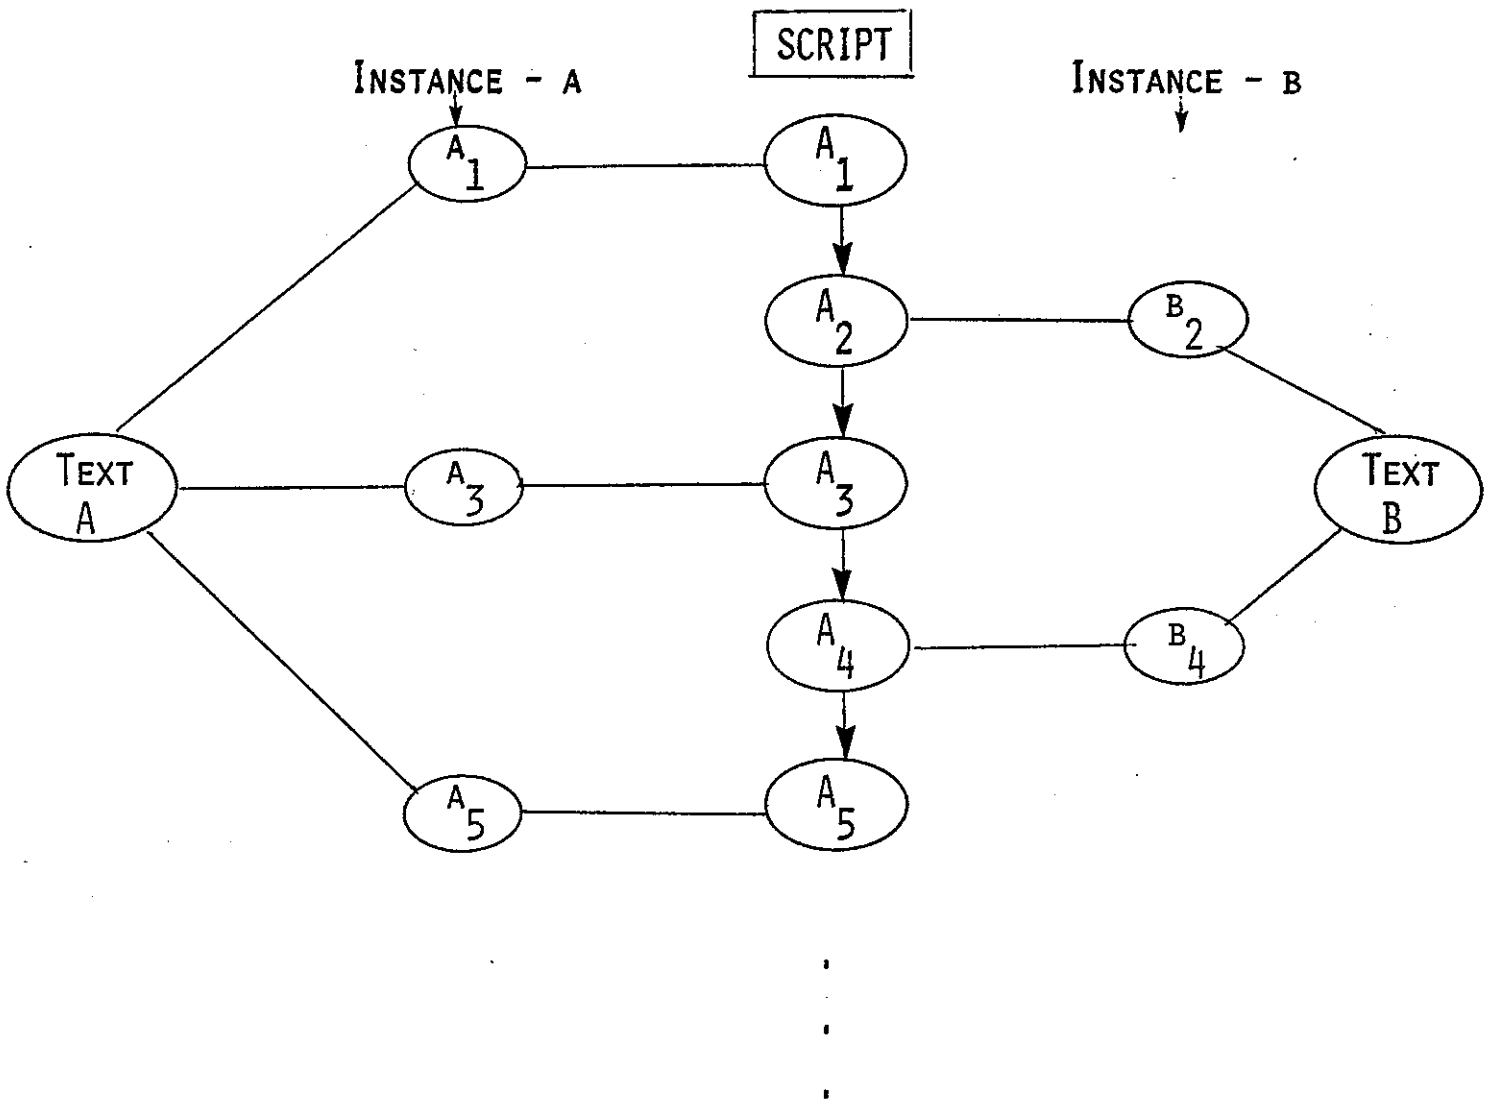 SCRIPT
INSTANCE - A
INSTANCE - B
A1
A1
A2
B2
TEXT
A
A3
A3
TEXT
B
A4
B4
A5
A5